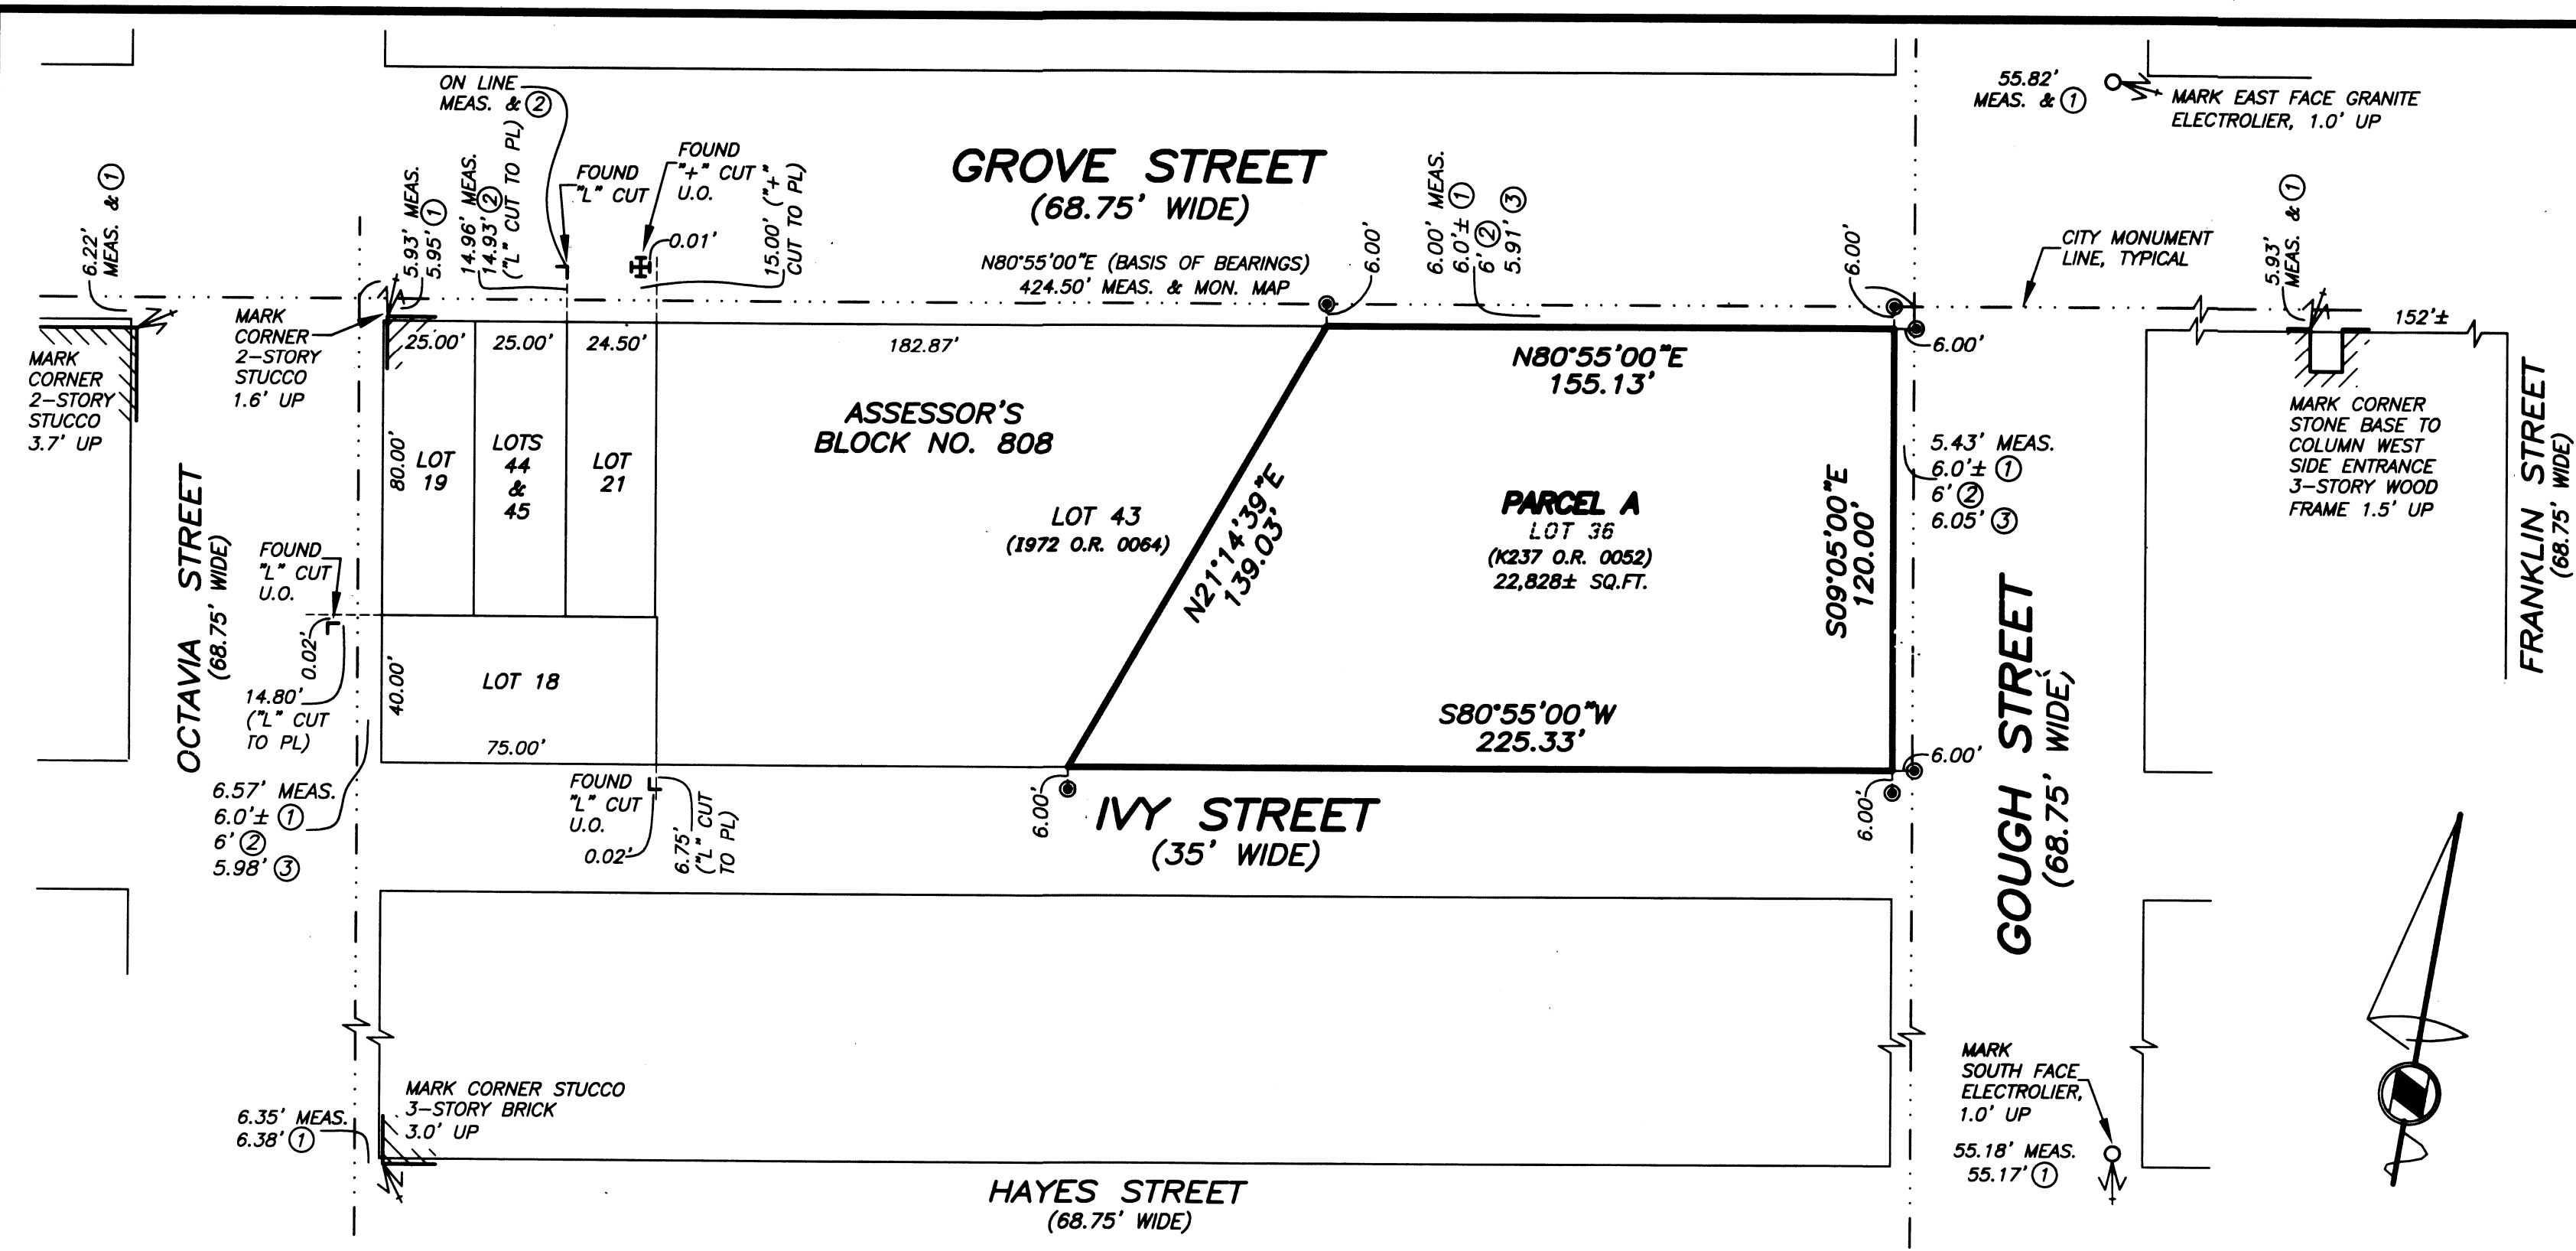 ON LINE
MEAS. & ②
6.22'
MEAS. & ①
5.93' MEAS.
5.95' ①
14.96' MEAS.
14.93' ②
("L" CUT TO PL)
FOUND
"L" CUT
FOUND
"+" CUT
U.O.
0.01'
15.00' ("+"
CUT TO PL)
GROVE STREET
(68.75' WIDE)
N80°55'00"E (BASIS OF BEARINGS)
424.50' MEAS. & MON. MAP
6.00'
6.00' MEAS.
6.0'± ①
6' ②
5.91' ③
6.00'
55.82'
MEAS. & ①
MARK EAST FACE GRANITE
ELECTROLIER, 1.0' UP
CITY MONUMENT
LINE, TYPICAL
5.93'
MEAS. & ①
152'±
MARK
CORNER
2-STORY
STUCCO
3.7' UP
MARK
CORNER
2-STORY
STUCCO
1.6' UP
25.00'
25.00'
24.50'
182.87'
80.00'
LOT
19
LOTS
44
&
45
LOT
21
ASSESSOR'S
BLOCK NO. 808
LOT 43
(I972 O.R. 0064)
N21°14'39"E
139.03'
N80°55'00"E
155.13'
PARCEL A
LOT 36
(K237 O.R. 0052)
22,828± SQ.FT.
S09°05'00"E
120.00'
S80°55'00"W
225.33'
6.00'
5.43' MEAS.
6.0'± ①
6' ②
6.05' ③
MARK CORNER
STONE BASE TO
COLUMN WEST
SIDE ENTRANCE
3-STORY WOOD
FRAME 1.5' UP
FRANKLIN STREET
(68.75' WIDE)
OCTAVIA STREET
(68.75' WIDE)
FOUND
"L" CUT
U.O.
0.02'
14.80'
("L" CUT
TO PL)
40.00'
LOT 18
75.00'
6.57' MEAS.
6.0'± ①
6' ②
5.98' ③
FOUND
"L" CUT
U.O.
0.02'
6.75'
("L" CUT
TO PL)
6.00'
IVY STREET
(35' WIDE)
6.00'
6.00'
GOUGH STREET
(68.75' WIDE)
6.35' MEAS.
6.38' ①
MARK CORNER STUCCO
3-STORY BRICK
3.0' UP
HAYES STREET
(68.75' WIDE)
MARK
SOUTH FACE
ELECTROLIER,
1.0' UP
55.18' MEAS.
55.17' ①